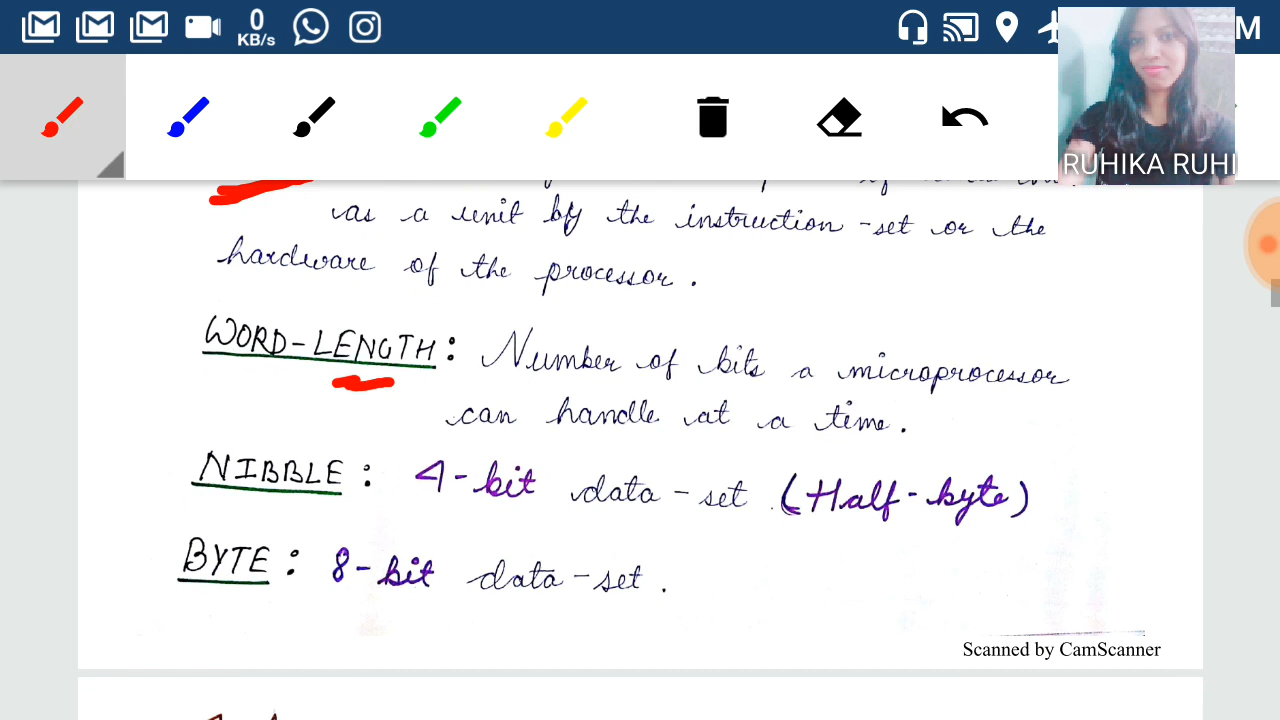 0
KB/s
M
RUHIKA RUHI
as a unit by the instruction-set or the
hardware of the processor.
WORD-LENGTH: Number of bits a microprocessor
can handle at a time.
NIBBLE: 4-bit data-set (Half-byte)
BYTE: 8-bit data-set.
Scanned by CamScanner